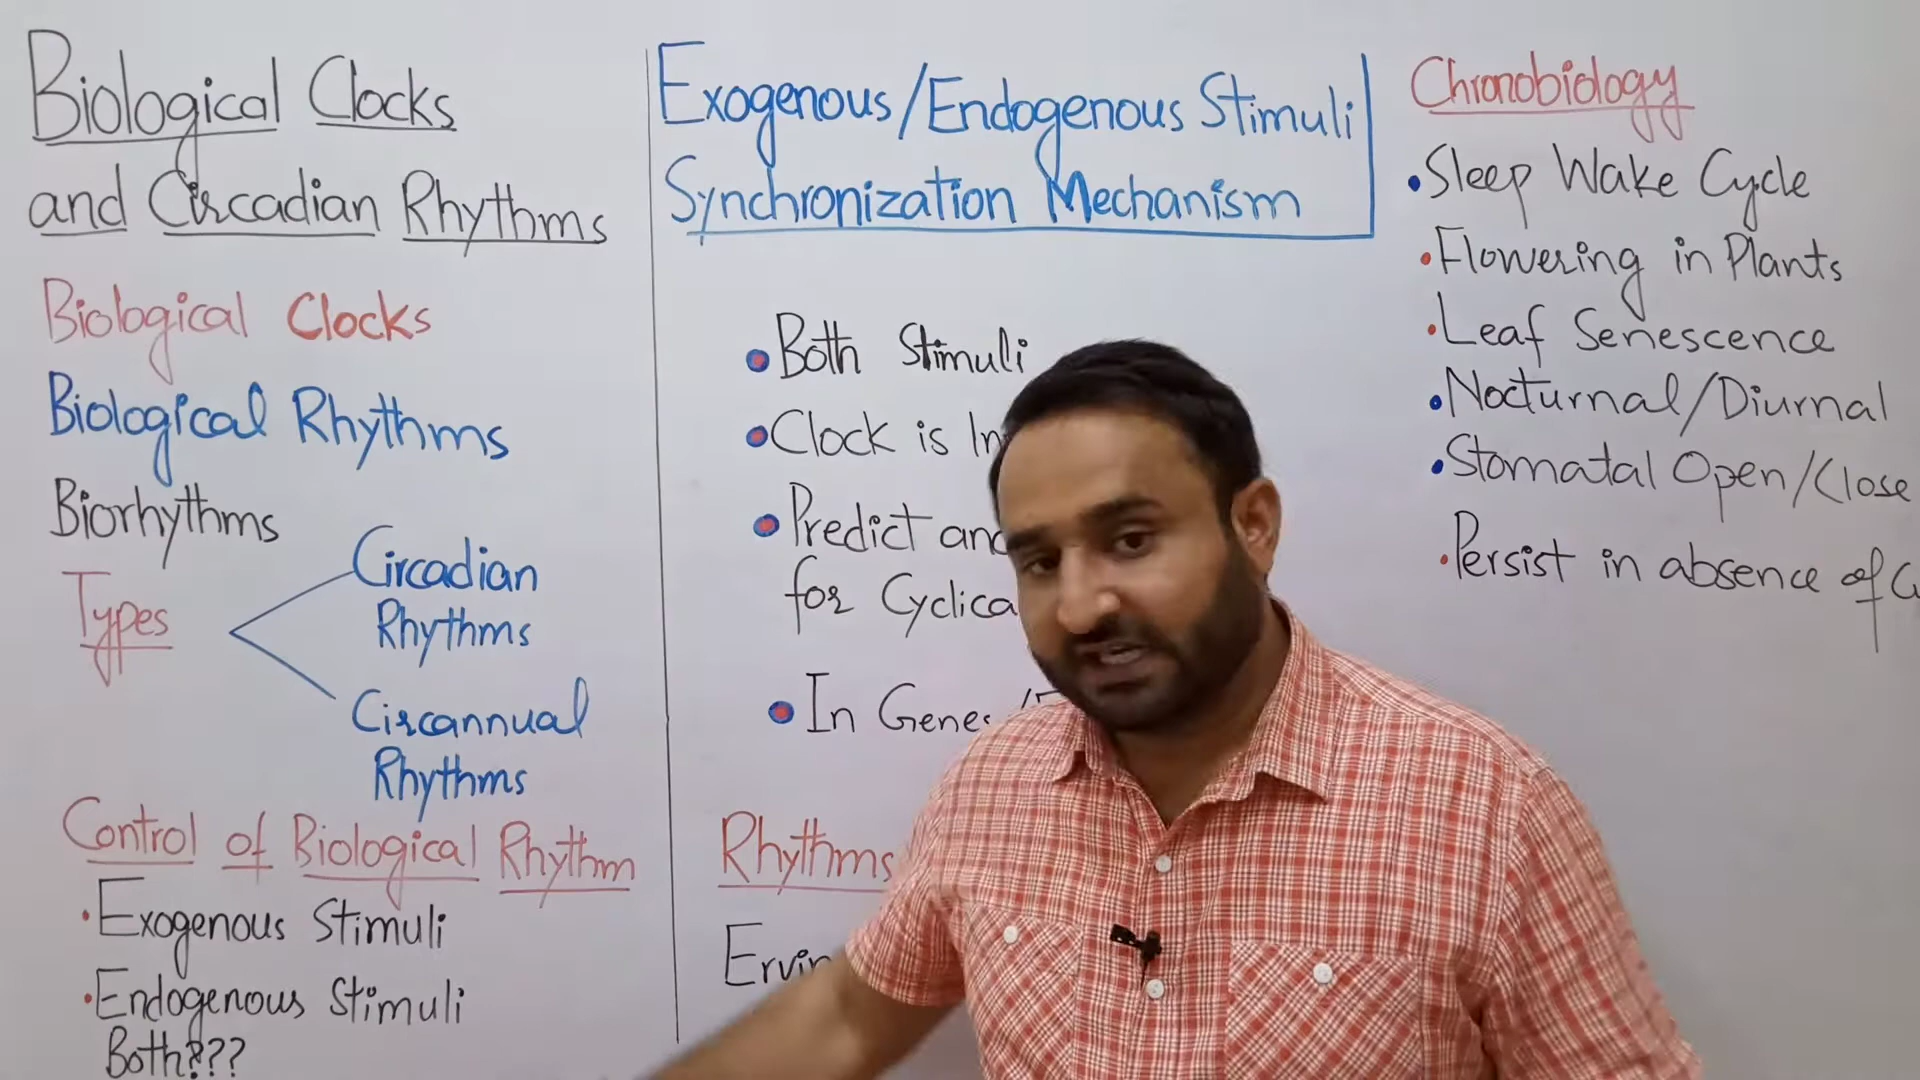 Biological Clocks
and Circadian Rhythms
Biological Clocks
Biological Rhythms
Biorhythms
Types
Circadian
Rhythms
Circannual
Rhythms
Control of Biological Rhythm
• Exogenous Stimuli
• Endogenous Stimuli
Both???
Exogenous/Endogenous Stimuli
Synchronization Mechanism
• Both Stimuli
• Clock is
• Predict and
for
• In
Rhythms
Chronobiology
• Sleep Wake Cycle
• Flowering in Plants
• Leaf Senescence
• Nocturnal/Diurnal
• Stomatal Open/Close
• Persist in absence of